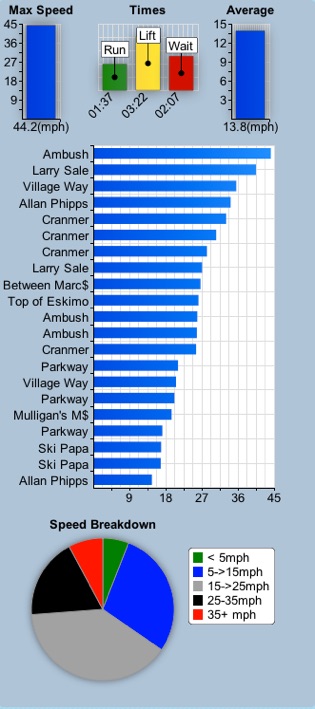 Max Speed
Times
Average
45
36
27
18
9
44.2(mph)
Run
Lift
Wait
01:37
03:22
02:07
15
12
9
6
3
13.8(mph)
Ambush
Larry Sale
Village Way
Allan Phipps
Cranmer
Cranmer
Cranmer
Larry Sale
Between Marc$
Top of Eskimo
Ambush
Ambush
Cranmer
Parkway
Village Way
Parkway
Mulligan's M$
Parkway
Ski Papa
Ski Papa
Allan Phipps
9 18 27 36 45
Speed Breakdown
< 5mph
5->15mph
15->25mph
25-35mph
35+ mph